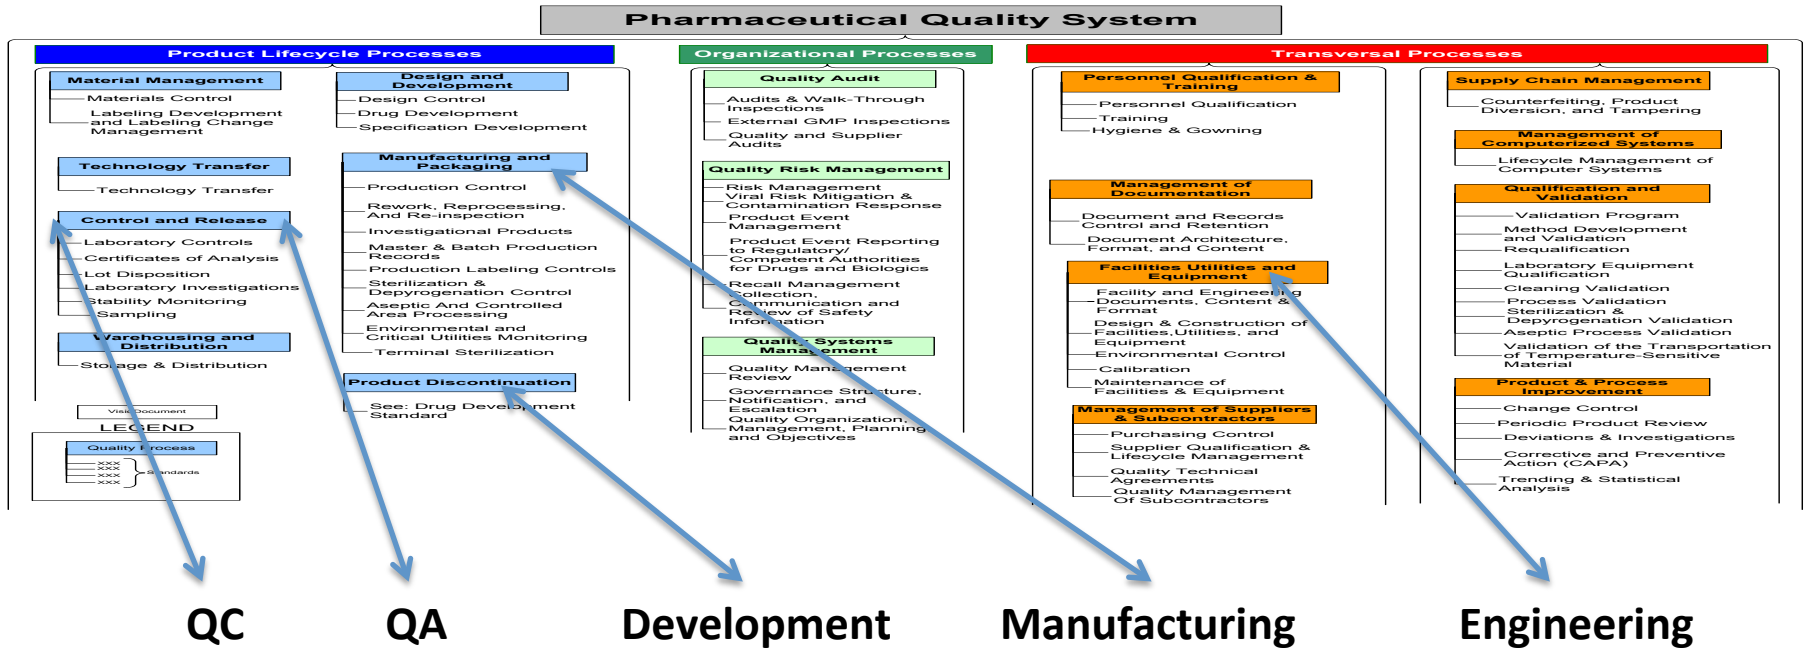 Pharmaceutical Quality System
Product Lifecycle Processes
Material Management
Materials Control
Labeling Development
and Labeling Change
Management
Technology Transfer
Technology Transfer
Control and Release
Laboratory Controls
Certificates of Analysis
Lot Disposition
Laboratory Investigations
Stability Monitoring
Sampling
Warehousing and
Distribution
Storage & Distribution
Visio Document
LEGEND
Quality Process
xxx
xxx
xxx
xxx
Standards
Design and
Development
Design Control
Drug Development
Specification Development
Manufacturing and
Packaging
Production Control
Rework, Reprocessing,
And Re-inspection
Investigational Products
Master & Batch Production
Records
Production Labeling Controls
Sterilization &
Depyrogenation Control
Aseptic And Controlled
Area Processing
Environmental and
Critical Utilities Monitoring
Terminal Sterilization
Product Discontinuation
See: Drug Development
Standard
Organizational Processes
Quality Audit
Audits & Walk-Through
Inspections
External GMP Inspections
Quality and Supplier
Audits
Quality Risk Management
Risk Management
Viral Risk Mitigation &
Contamination Response
Product Event
Management
Product Event Reporting
to Regulatory/
Competent Authorities
for Drugs and Biologics
Recall Management
Collection,
Communication and
Review of Safety
Information
Quality Systems
Management
Quality Management
Review
Governance Structure,
Notification, and
Escalation
Quality Organization,
Management, Planning
and Objectives
Transversal Processes
Personnel Qualification &
Training
Personnel Qualification
Training
Hygiene & Gowning
Management of
Documentation
Document and Records
Control and Retention
Document Architecture,
Format, and Content
Facilities Utilities and
Equipment
Facility and Engineering
Documents, Content &
Format
Design & Construction of
Facilities,Utilities, and
Equipment
Environmental Control
Calibration
Maintenance of
Facilities & Equipment
Management of Suppliers
& Subcontractors
Purchasing Control
Supplier Qualification &
Lifecycle Management
Quality Technical
Agreements
Quality Management
Of Subcontractors
Supply Chain Management
Counterfeiting, Product
Diversion, and Tampering
Management of
Computerized Systems
Lifecycle Management of
Computer Systems
Qualification and
Validation
Validation Program
Method Development
and Validation
Requalification
Laboratory Equipment
Qualification
Cleaning Validation
Process Validation
Sterilization &
Depyrogenation Validation
Aseptic Process Validation
Validation of the Transportation
of Temperature-Sensitive
Material
Product & Process
Improvement
Change Control
Periodic Product Review
Deviations & Investigations
Corrective and Preventive
Action (CAPA)
Trending & Statistical
Analysis
QC
QA
Development
Manufacturing
Engineering